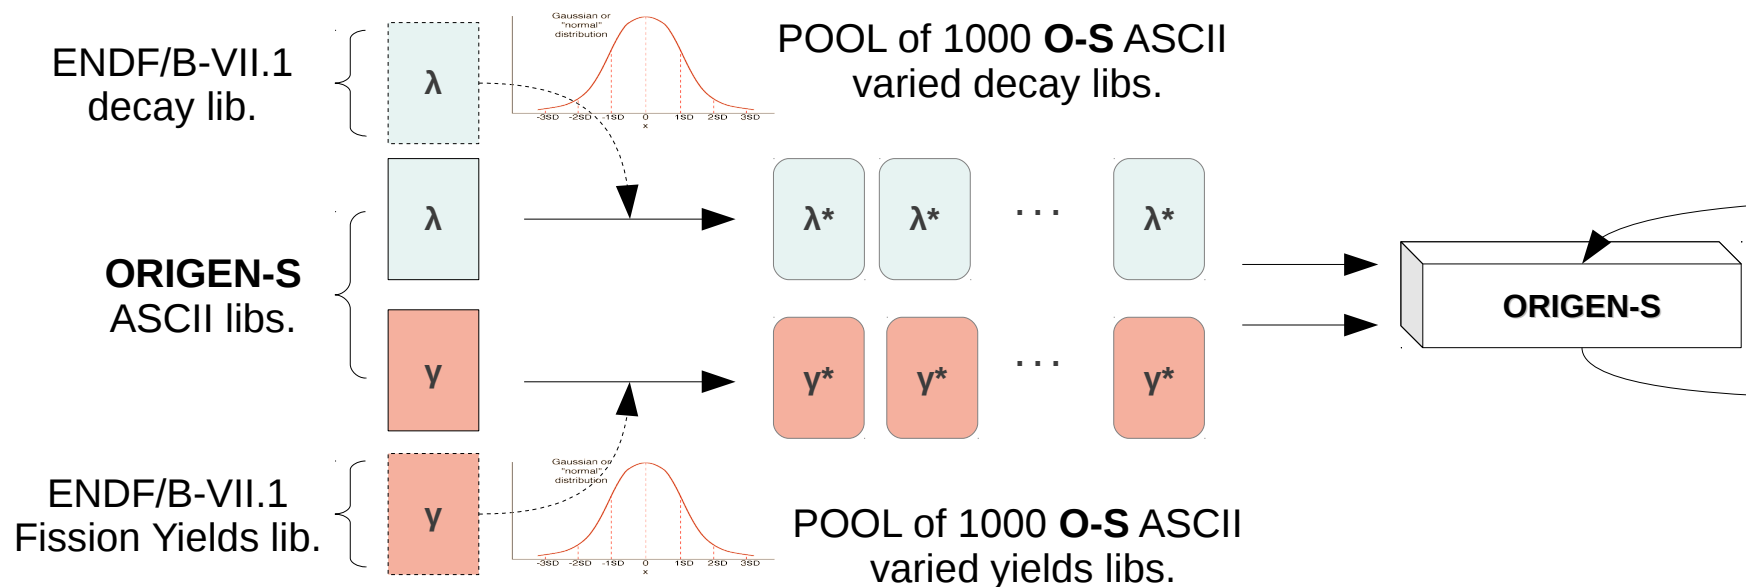 ENDF/B-VII.1
decay lib.
λ
Gaussian or
"normal"
distribution
-3SD -2SD -1SD 0 1SD 2SD 3SD
x
POOL of 1000 O-S ASCII
varied decay libs.
ORIGEN-S
ASCII libs.
λ
γ
λ* λ* ... λ*
γ* γ* ... γ*
ORIGEN-S
ENDF/B-VII.1
Fission Yields lib.
γ
Gaussian or
"normal"
distribution
-3SD -2SD -1SD 0 1SD 2SD 3SD
x
POOL of 1000 O-S ASCII
varied yields libs.